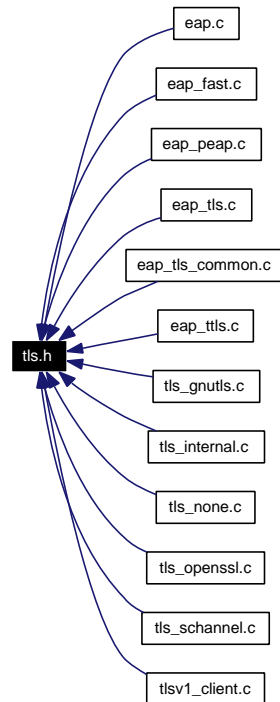 eap.c
eap_fast.c
eap_peap.c
eap_tls.c
eap_tls_common.c
eap_ttls.c
tls.h
tls_gnutls.c
tls_internal.c
tls_none.c
tls_openssl.c
tls_schannel.c
tlsv1_client.c